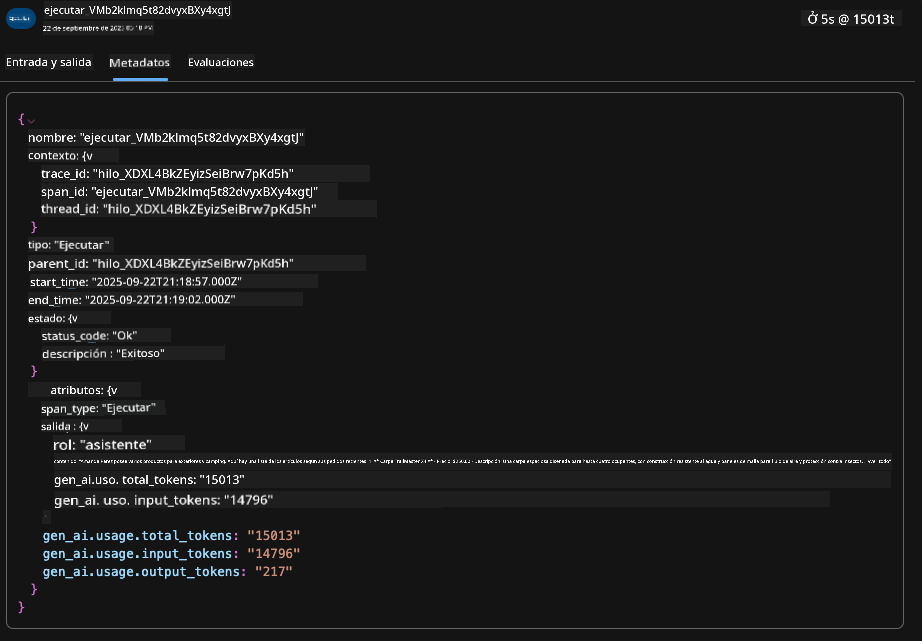 ejecutar_VMb2klmq5t82dvyxBXy4xgtJ
22 de septiembre de 2025 05:18 PM
Ở 5s @ 15013t
Entrada y salida Metadatos Evaluaciones
{
nombre: "ejecutar_VMb2klmq5t82dvyxBXy4xgtJ"
contexto: {v
trace_id: "hilo_XDXL4BkZEyizSeiBrw7pKd5h"
span_id: "ejecutar_VMb2klmq5t82dvyxBXy4xgtJ"
thread_id: "hilo_XDXL4BkZEyizSeiBrw7pKd5h"
}
tipo: "Ejecutar"
parent_id: "hilo_XDXL4BkZEyizSeiBrw7pKd5h"
start_time: "2025-09-22T21:18:57.000Z"
end_time: "2025-09-22T21:19:02.000Z"
estado: {v
status_code: "Ok"
descripción : "Exitoso"
}
atributos: {v
span_type: "Ejecutar"
salida : {v
rol: "asistente"
gen_ai.uso. total_tokens: "15013"
gen_ai. uso. input_tokens: "14796"
gen_ai.usage.total_tokens: "15013"
gen_ai.usage.input_tokens: "14796"
gen_ai.usage.output_tokens: "217"
}
}